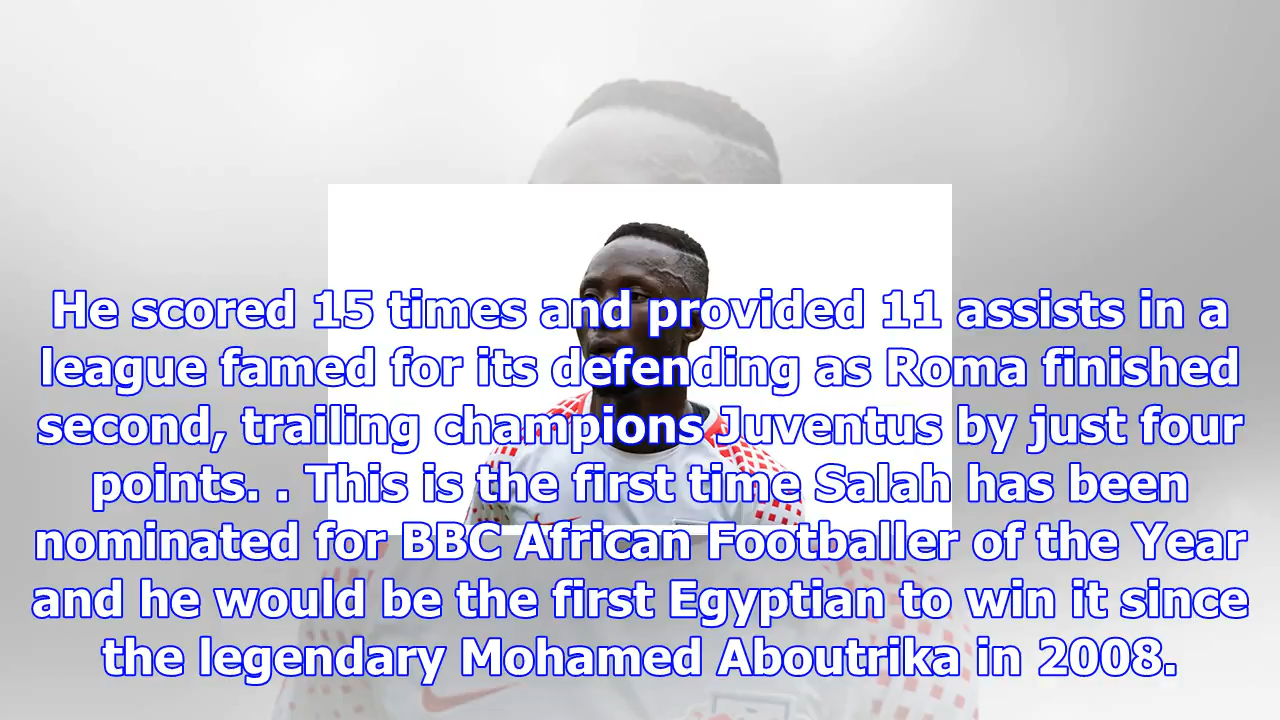 He scored 15 times and provided 11 assists in a
league famed for its defending as Roma finished
second, trailing champions Juventus by just four
points. . This is the first time Salah has been
nominated for BBC African Footballer of the Year
and he would be the first Egyptian to win it since
the legendary Mohamed Aboutrika in 2008.